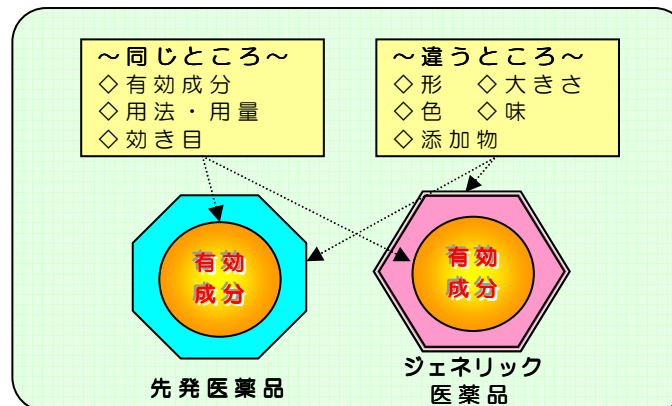 ～同じところ～
◇有効成分
◇用法・用量
◇効き目
～違うところ～
◇形 ◇大きさ
◇色 ◇味
◇添加物
有効
成分
有効
成分
先発医薬品
ジェネリック
医薬品